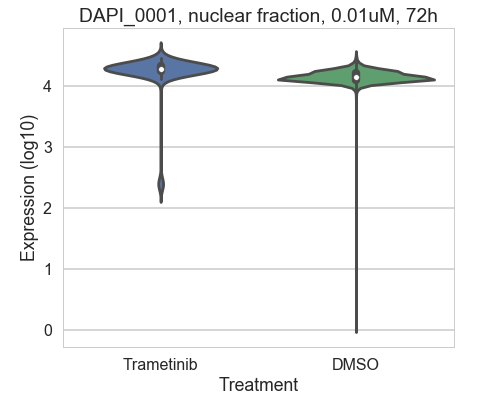 DAPI_0001, nuclear fraction, 0.01uM, 72h
Expression (log10)
4
3
2
1
0
Trametinib
DMSO
Treatment